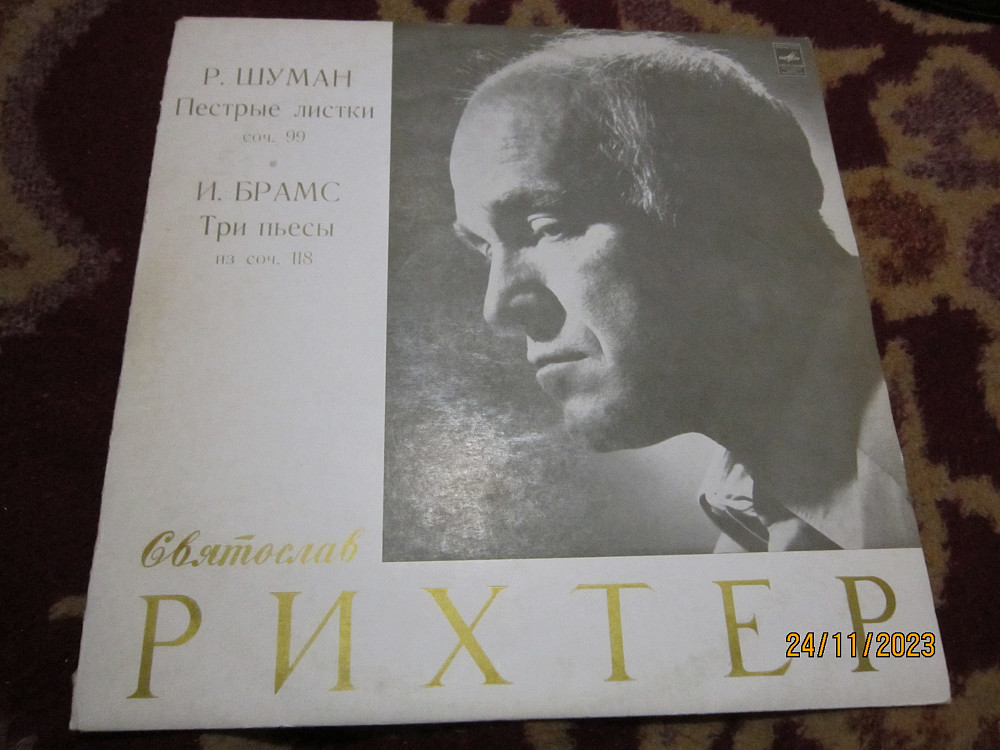 Р. ШУМАН
Пестрые листки
соч. 99
И. БРАМС
Три пьесы
из соч. 118
Святослав
РИХТЕР
24/11/2023